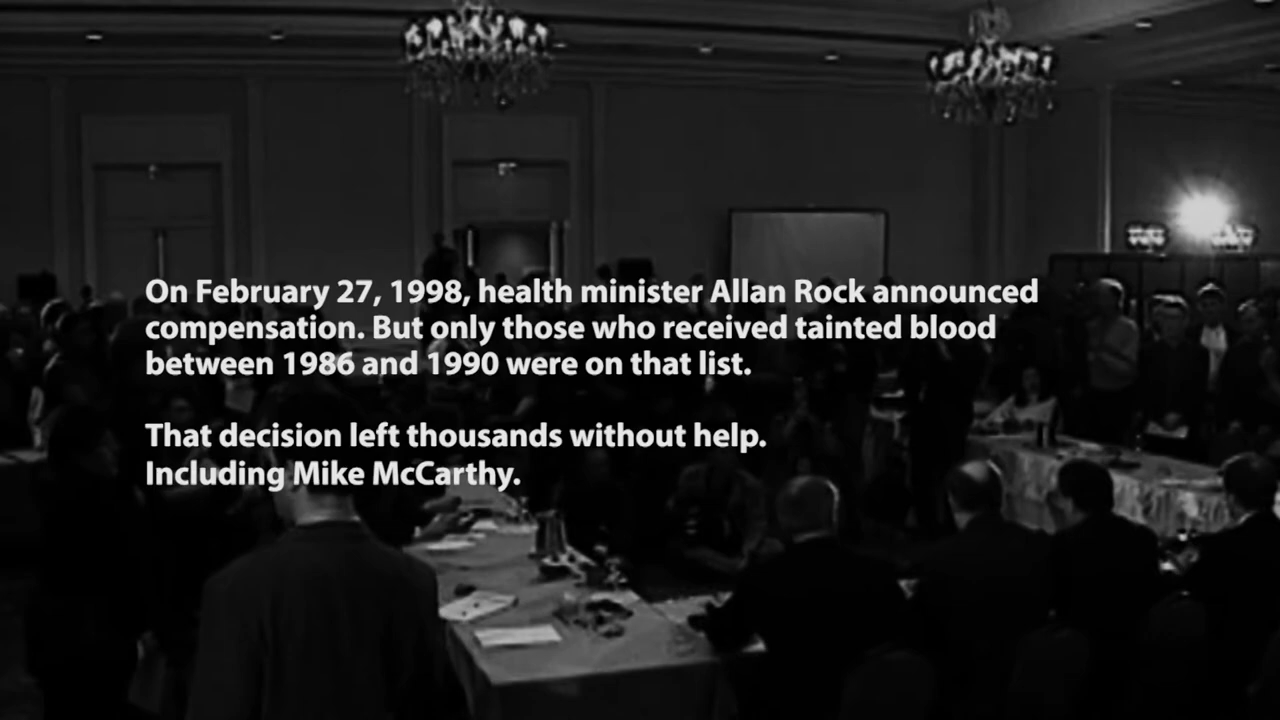 On February 27, 1998, health minister Allan Rock announced
compensation. But only those who received tainted blood
between 1986 and 1990 were on that list.
That decision left thousands without help.
Including Mike McCarthy.